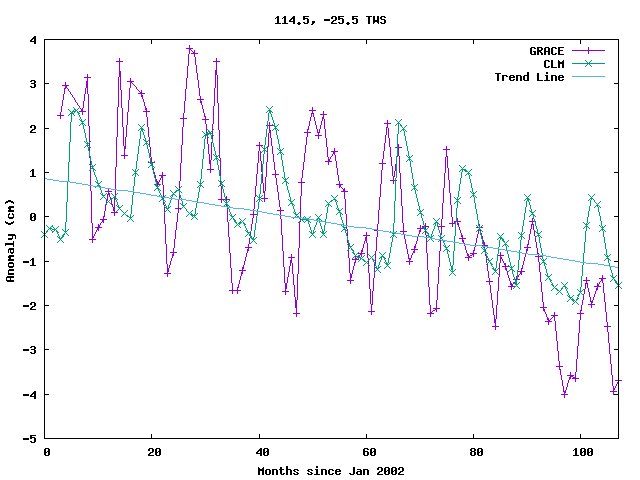 114.5, -25.5 TWS
GRACE
CLM
Trend Line
4
3
2
1
0
-1
-2
-3
-4
-5
Anomaly (cm)
0 20 40 60 80 100
Months since Jan 2002